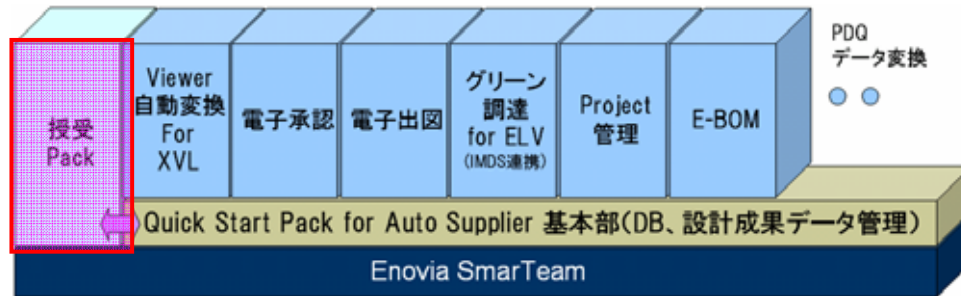 授受
Pack
Viewer
自動変換
For
XVL
電子承認
電子出図
グリーン
調達
for ELV
(IMDS連携)
Project
管理
E-BOM
PDQ
データ変換
Quick Start Pack for Auto Supplier 基本部(DB、設計成果データ管理)
Enovia SmarTeam